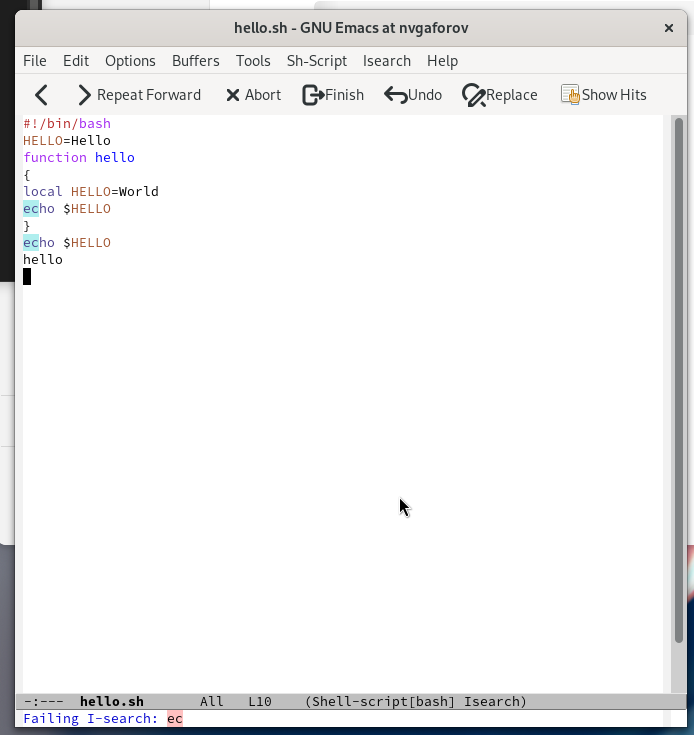 hello.sh - GNU Emacs at nvgaforov
File Edit Options Buffers Tools Sh-Script Isearch Help
Repeat Forward Abort Finish Undo Replace Show Hits
#!/bin/bash
HELLO=Hello
function hello
{
local HELLO=World
echo $HELLO
}
echo $HELLO
hello
-:--- hello.sh All L10 (Shell-script[bash] Isearch)
Failing I-search: ec